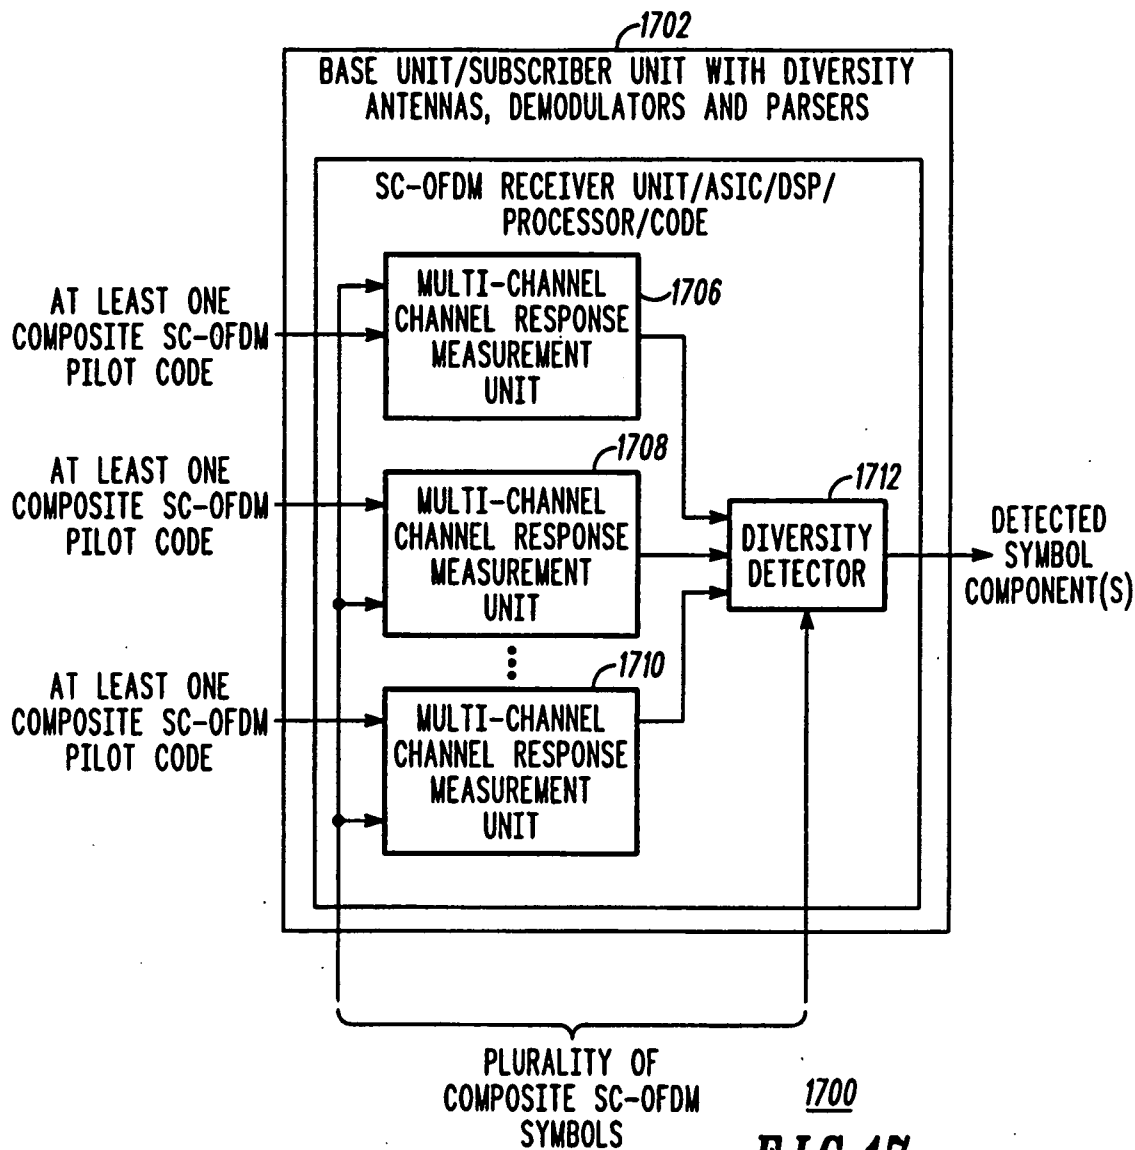 1702
BASE UNIT/SUBSCRIBER UNIT WITH DIVERSITY
ANTENNAS, DEMODULATORS AND PARSERS
SC-OFDM RECEIVER UNIT/ASIC/DSP/
PROCESSOR/CODE
AT LEAST ONE
COMPOSITE SC-OFDM
PILOT CODE
MULTI-CHANNEL
CHANNEL RESPONSE
MEASUREMENT
UNIT
1706
AT LEAST ONE
COMPOSITE SC-OFDM
PILOT CODE
1708
MULTI-CHANNEL
CHANNEL RESPONSE
MEASUREMENT
UNIT
1712
DIVERSITY
DETECTOR
DETECTED
SYMBOL
COMPONENT(S)
AT LEAST ONE
COMPOSITE SC-OFDM
PILOT CODE
1710
MULTI-CHANNEL
CHANNEL RESPONSE
MEASUREMENT
UNIT
PLURALITY OF
COMPOSITE SC-OFDM
SYMBOLS
1700